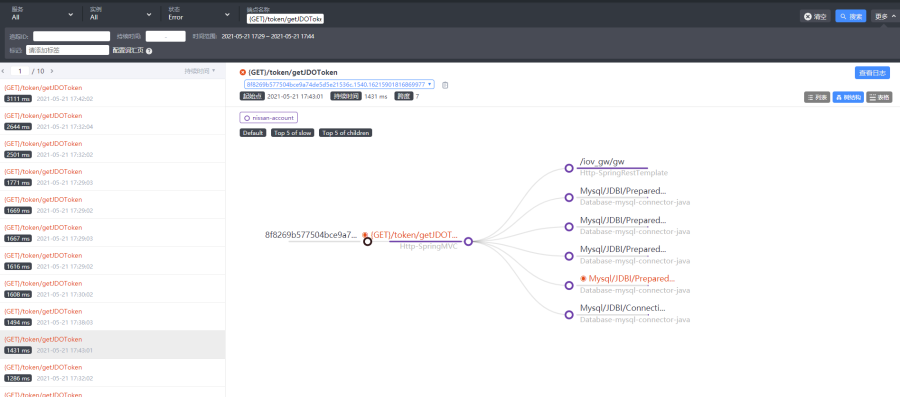 服务
All
实例
All
状态
Error
端点名称
{GET}/token/getJDOToke
清空
搜索
更多
追踪ID:
持续时间:
-
时间范围: 2021-05-21 17:29 ~ 2021-05-21 17:44
标记:
请添加标签
配置词汇页
1 / 10
持续时间
{GET}/token/getJDOToken
3111 ms 2021-05-21 17:42:02
{GET}/token/getJDOToken
2644 ms 2021-05-21 17:32:04
{GET}/token/getJDOToken
2501 ms 2021-05-21 17:32:02
{GET}/token/getJDOToken
1771 ms 2021-05-21 17:29:03
{GET}/token/getJDOToken
1669 ms 2021-05-21 17:29:02
{GET}/token/getJDOToken
1667 ms 2021-05-21 17:29:03
{GET}/token/getJDOToken
1616 ms 2021-05-21 17:29:02
{GET}/token/getJDOToken
1608 ms 2021-05-21 17:30:02
{GET}/token/getJDOToken
1494 ms 2021-05-21 17:38:03
{GET}/token/getJDOToken
1431 ms 2021-05-21 17:43:01
{GET}/token/getJDOToken
1286 ms 2021-05-21 17:32:02
{GET}/token/getJDOToken
{GET}/token/getJDOToken
查看日志
8f8269b577504bce9a74de5d5e21536c.1540.16215901816869977
起始点 2021-05-21 17:43:01 持续时间 1431 ms 跨度 7
列表
树结构
表格
nissan-account
Default
Top 5 of slow
Top 5 of children
8f8269b577504bce9a7...
{GET}/token/getJDOT...
Http-SpringMVC
/iov_gw/gw
Http-SpringRestTemplate
Mysql/JDBI/Prepared...
Database-mysql-connector-java
Mysql/JDBI/Prepared...
Database-mysql-connector-java
Mysql/JDBI/Prepared...
Database-mysql-connector-java
Mysql/JDBI/Prepared...
Database-mysql-connector-java
Mysql/JDBI/Connecti...
Database-mysql-connector-java